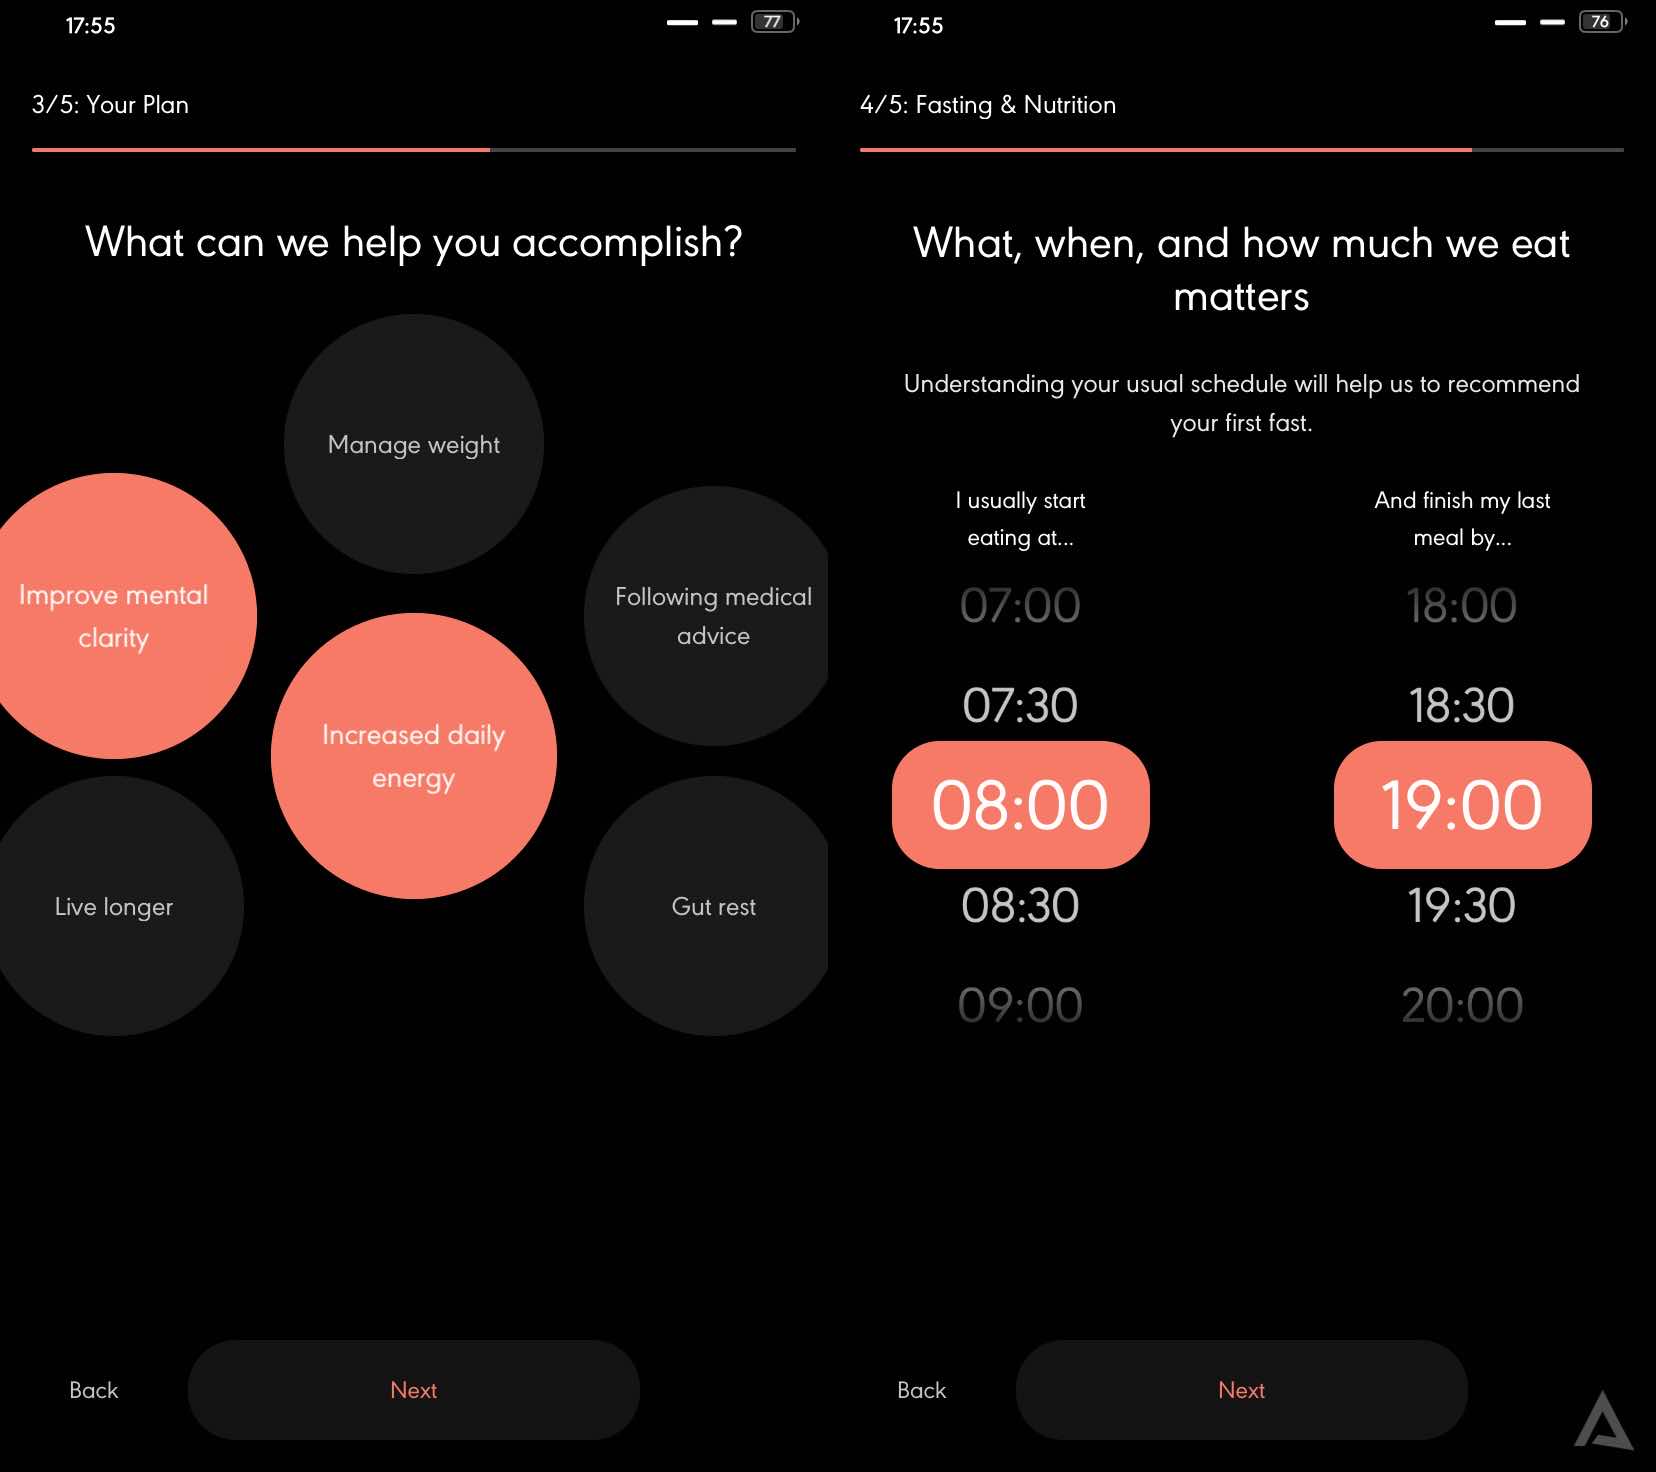 17:55
77
3/5: Your Plan
What can we help you accomplish?
Manage weight
Improve mental
clarity
Following medical
advice
Increased daily
energy
Live longer
Gut rest
Back
Next
17:55
76
4/5: Fasting & Nutrition
What, when, and how much we eat
matters
Understanding your usual schedule will help us to recommend
your first fast.
I usually start
eating at...
And finish my last
meal by...
07:00
18:00
07:30
18:30
08:00
19:00
08:30
19:30
09:00
20:00
Back
Next